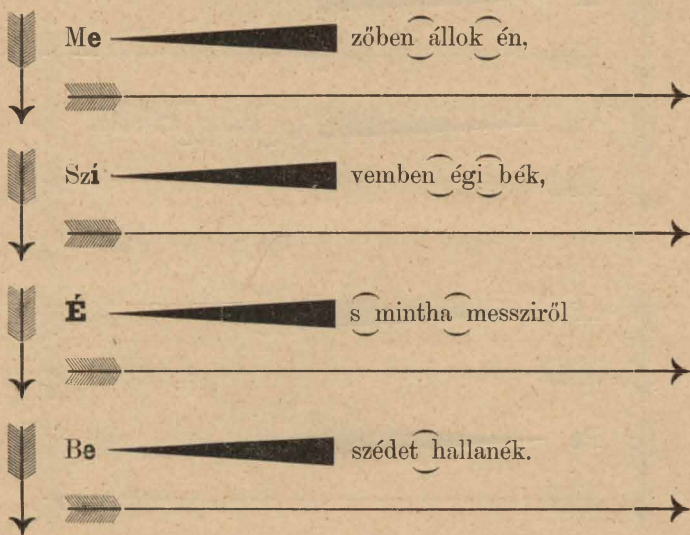 Me zőben állok én,
Szí vemben égi bék,
É s mintha messziről
Be szédet hallanék.